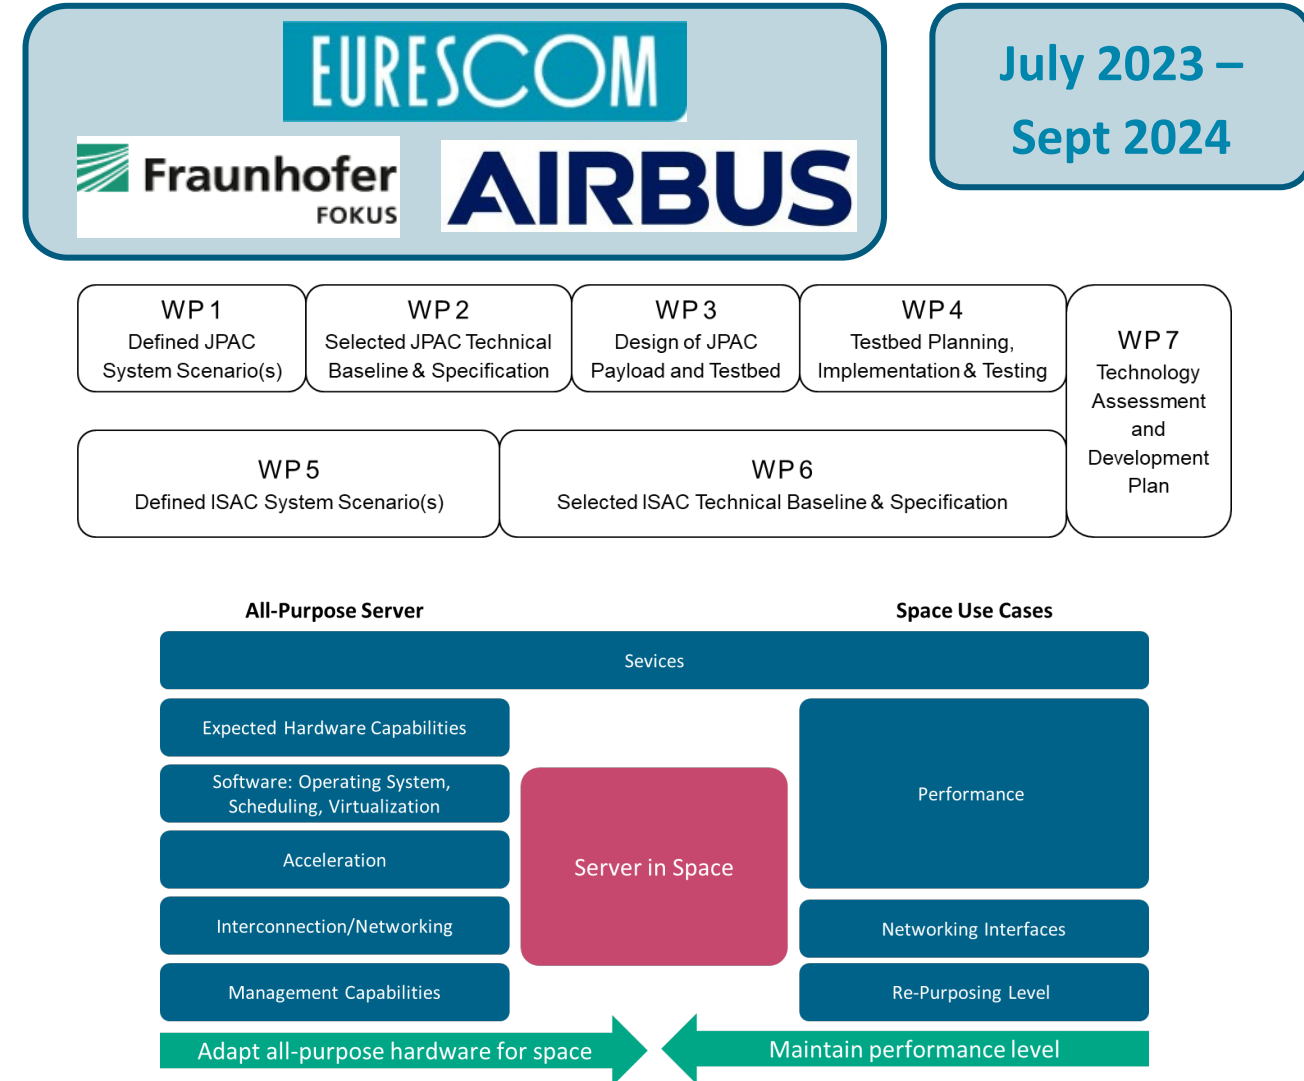 EURESCOM
Fraunhofer
FOKUS
AIRBUS
July 2023 –
Sept 2024
WP 1
Defined JPAC
System Scenario(s)
WP 2
Selected JPAC Technical
Baseline & Specification
WP 3
Design of JPAC
Payload and Testbed
WP 4
Testbed Planning,
Implementation & Testing
WP 7
Technology
Assessment
and
Development
Plan
WP 5
Defined ISAC System Scenario(s)
WP 6
Selected ISAC Technical Baseline & Specification
All-Purpose Server
Space Use Cases
Sevices
Expected Hardware Capabilities
Software: Operating System,
Scheduling, Virtualization
Acceleration
Interconnection/Networking
Management Capabilities
Server in Space
Performance
Networking Interfaces
Re-Purposing Level
Adapt all-purpose hardware for space
Maintain performance level